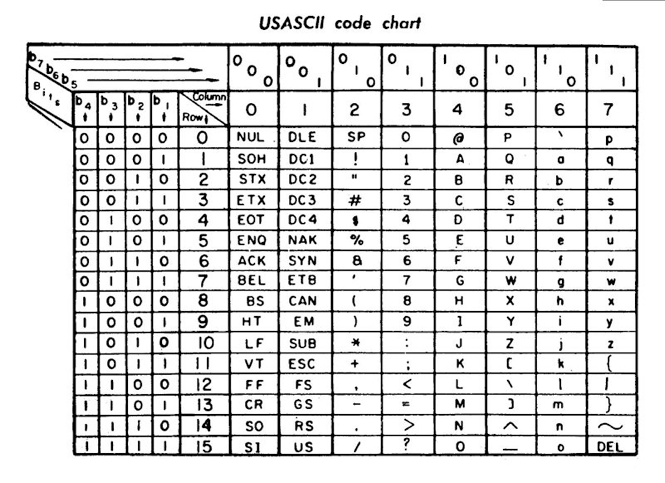 USASCII code chart
b7 b6 b5 0 0 0 0 0 1 0 1 0 0 1 1 1 0 0 1 0 1 1 1 0 1 1 1
Bits b4 b3 b2 b1 Column 0 1 2 3 4 5 6 7
Row
0 0 0 0 0 NUL DLE SP 0 @ P ` p
0 0 0 1 1 SOH DC1 ! 1 A Q a q
0 0 1 0 2 STX DC2 " 2 B R b r
0 0 1 1 3 ETX DC3 # 3 C S c s
0 1 0 0 4 EOT DC4 $ 4 D T d t
0 1 0 1 5 ENQ NAK % 5 E U e u
0 1 1 0 6 ACK SYN & 6 F V f v
0 1 1 1 7 BEL ETB ' 7 G W g w
1 0 0 0 8 BS CAN ( 8 H X h x
1 0 0 1 9 HT EM ) 9 I Y i y
1 0 1 0 10 LF SUB * : J Z j z
1 0 1 1 11 VT ESC + ; K [ k {
1 1 0 0 12 FF FS , < L \ l |
1 1 0 1 13 CR GS - = M ] m }
1 1 1 0 14 SO RS . > N ^ n ~
1 1 1 1 15 SI US / ? O _ o DEL